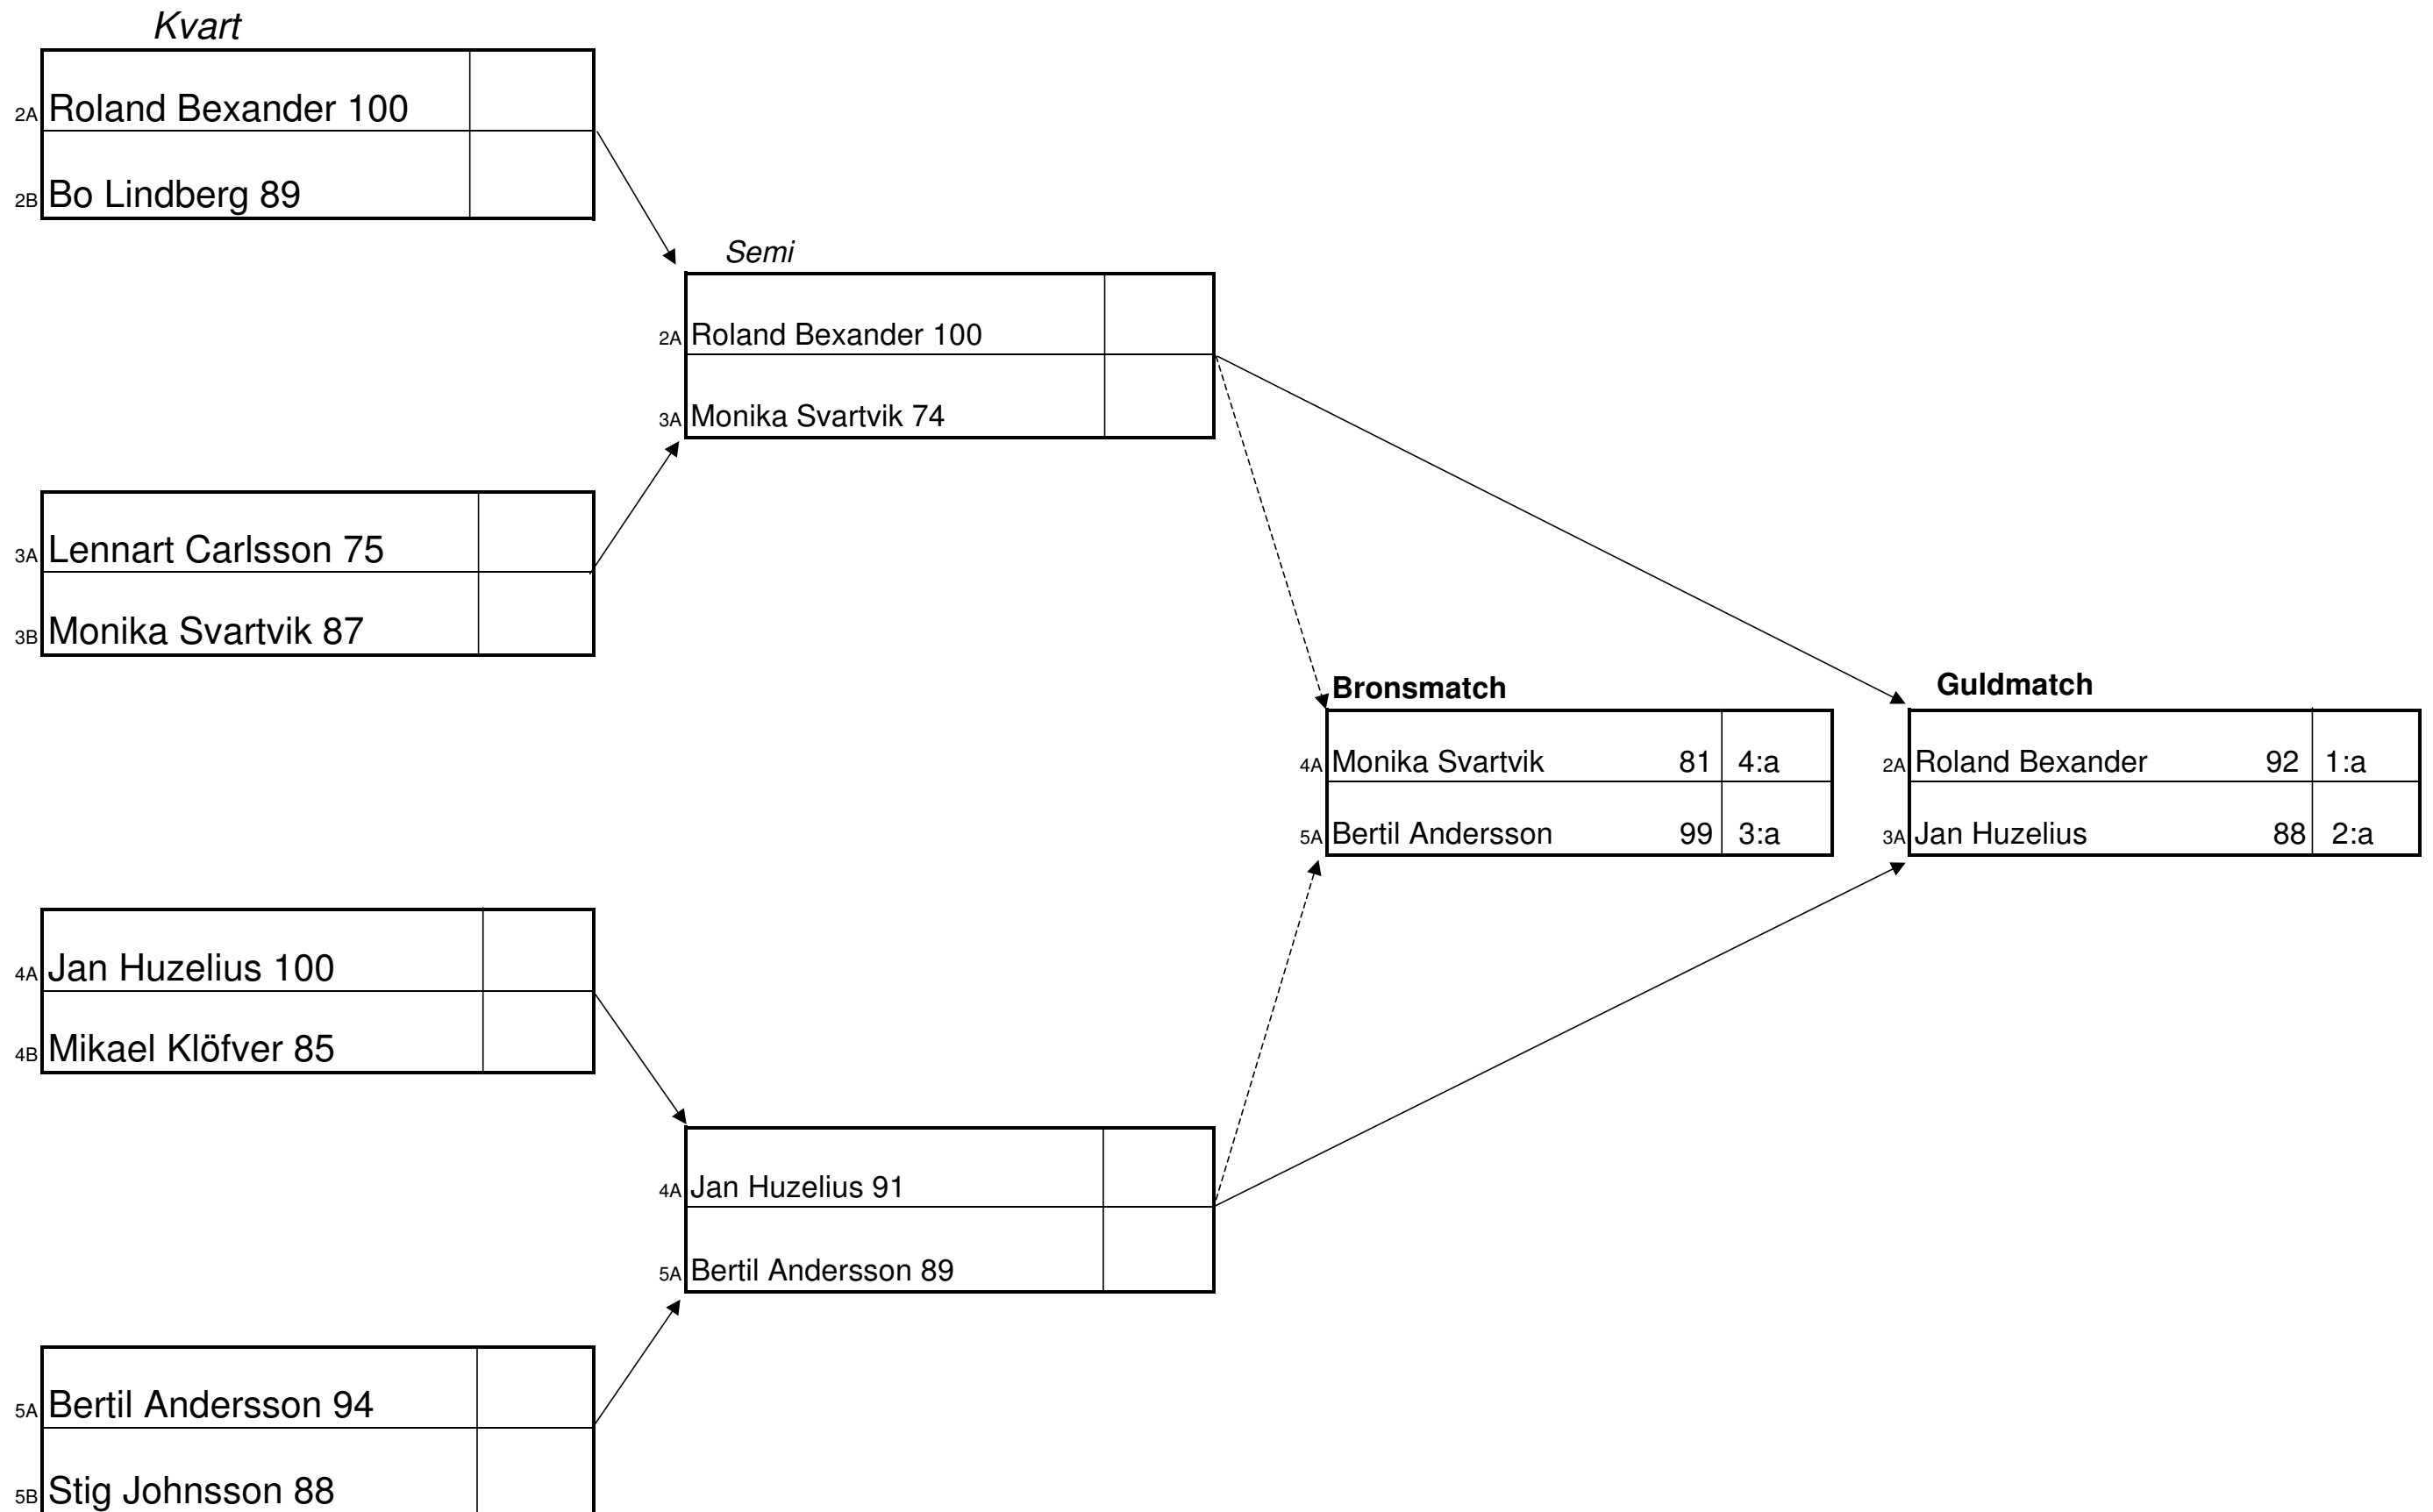 Kvart
2A Roland Bexander 100
2B Bo Lindberg 89
Semi
2A Roland Bexander 100
3A Monika Svartvik 74
3A Lennart Carlsson 75
3B Monika Svartvik 87
Bronsmatch
4A Monika Svartvik 81 4:a
5A Bertil Andersson 99 3:a
Guldmatch
2A Roland Bexander 92 1:a
3A Jan Huzelius 88 2:a
4A Jan Huzelius 100
4B Mikael Klöfver 85
4A Jan Huzelius 91
5A Bertil Andersson 89
5A Bertil Andersson 94
5B Stig Johnsson 88